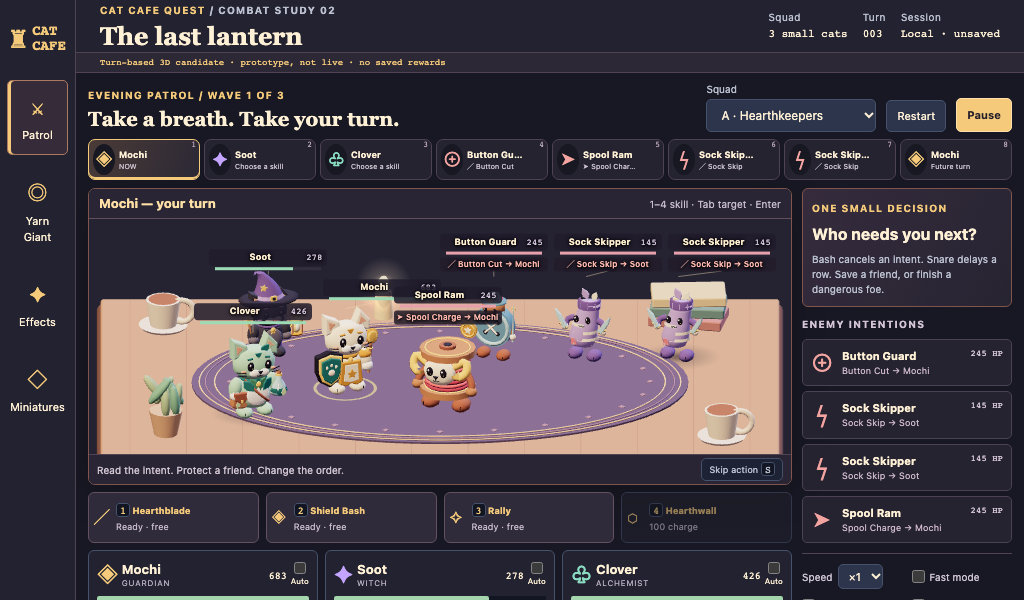 CAT
CAFE
Patrol
Yarn
Giant
Effects
Miniatures
CAT CAFE QUEST / COMBAT STUDY 02
The last lantern
Squad
3 small cats
Turn
003
Session
Local · unsaved
Turn-based 3D candidate · prototype, not live · no saved rewards
EVENING PATROL / WAVE 1 OF 3
Take a breath. Take your turn.
Squad
A · Hearthkeepers
Restart
Pause
Mochi
NOW
1
Soot
Choose a skill
2
Clover
Choose a skill
3
Button Gu...
Button Cut
4
Spool Ram
Spool Char...
5
Sock Skip...
Sock Skip
6
Sock Skip...
Sock Skip
7
Mochi
Future turn
8
Mochi — your turn
1–4 skill · Tab target · Enter
Button Guard 245
Button Cut → Mochi
Sock Skipper 145
Sock Skip → Soot
Sock Skipper 145
Sock Skip → Soot
Soot 278
Mochi
Spool Ram 245
Spool Charge → Mochi
Clover 426
Read the intent. Protect a friend. Change the order.
Skip action S
1 Hearthblade
Ready · free
2 Shield Bash
Ready · free
3 Rally
Ready · free
4 Hearthwall
100 charge
Mochi
GUARDIAN
683
Auto
Soot
WITCH
278
Auto
Clover
ALCHEMIST
426
Auto
ONE SMALL DECISION
Who needs you next?
Bash cancels an intent. Snare delays a
row. Save a friend, or finish a
dangerous foe.
ENEMY INTENTIONS
Button Guard
Button Cut → Mochi
245 HP
Sock Skipper
Sock Skip → Soot
145 HP
Sock Skipper
Sock Skip → Soot
145 HP
Spool Ram
Spool Charge → Mochi
245 HP
Speed
×1
Fast mode